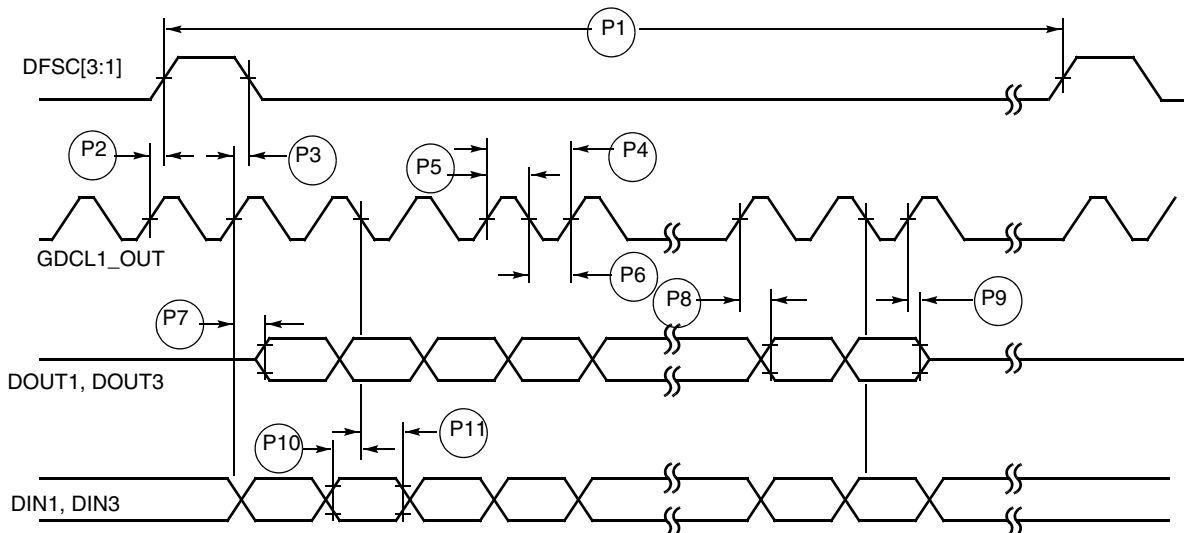 P1
DFSC[3:1]
P2
P3
P5
P4
GDCL1_OUT
P6
P8
P9
P7
DOUT1, DOUT3
P10
P11
DIN1, DIN3